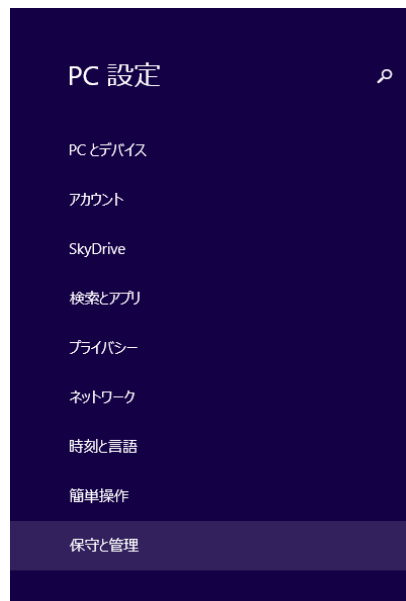 PC 設定
PC とデバイス
アカウント
SkyDrive
検索とアプリ
プライバシー
ネットワーク
時刻と言語
簡単操作
保守と管理